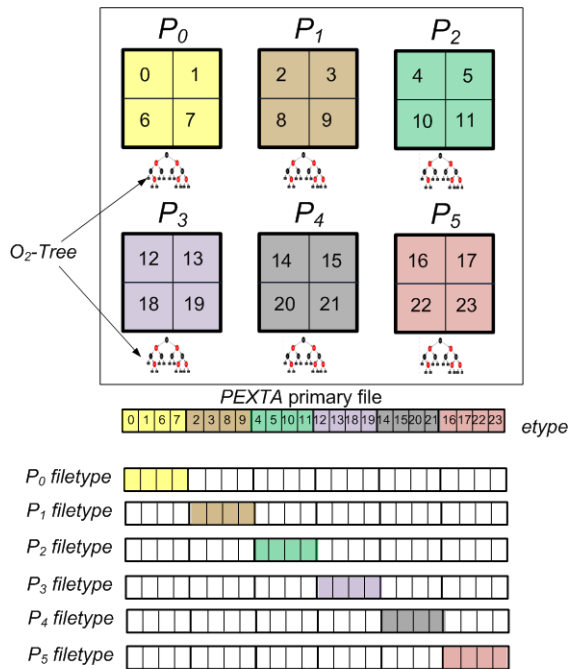 P0 P1 P2
0 1 2 3 4 5
6 7 8 9 10 11
P3 P4 P5
O2-Tree
12 13 14 15 16 17
18 19 20 21 22 23
PEXTA primary file
0 1 6 7 2 3 8 9 4 5 10 11 12 13 18 19 14 15 20 21 16 17 22 23 etype
P0 filetype
P1 filetype
P2 filetype
P3 filetype
P4 filetype
P5 filetype